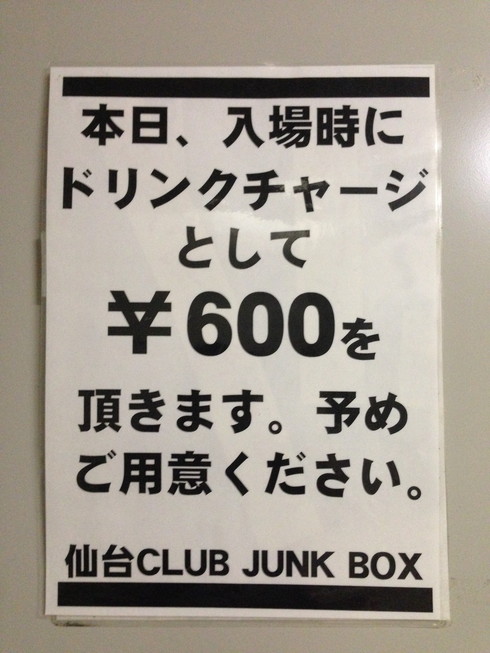 本日、入場時に
ドリンクチャージ
として
￥600を
頂きます。予め
ご用意ください。
仙台CLUB JUNK BOX